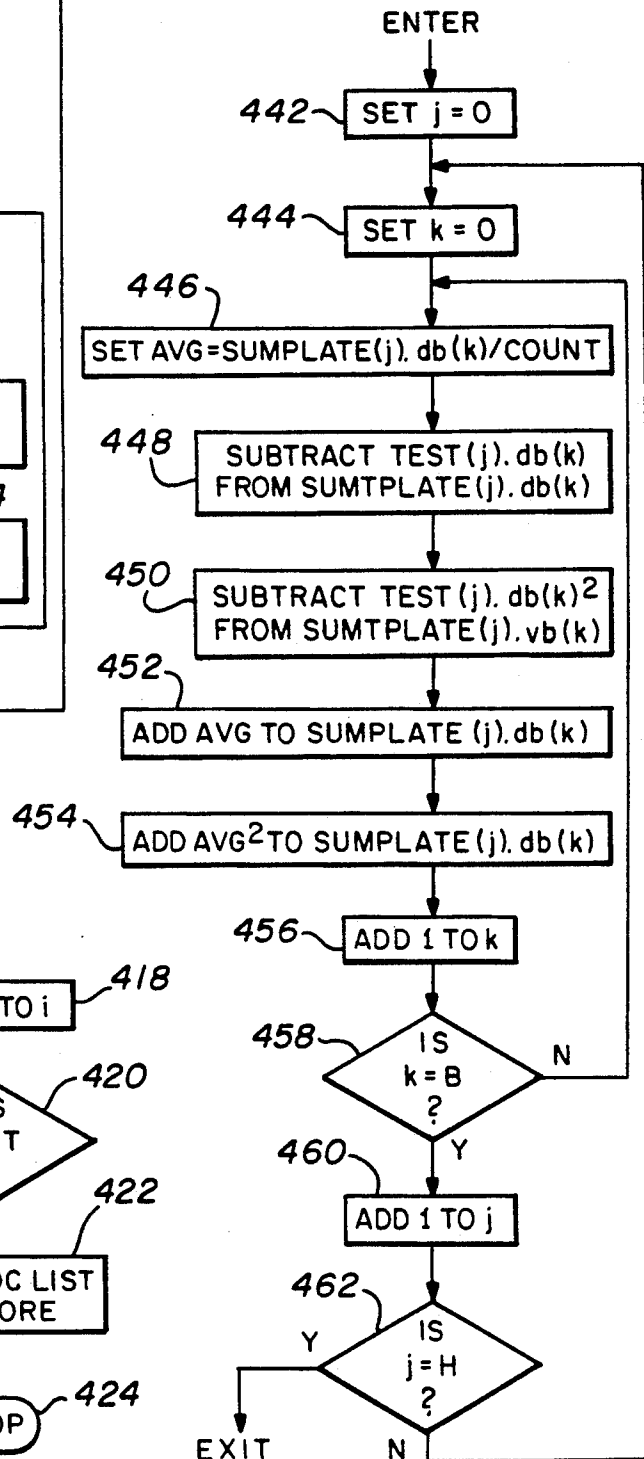 ENTER
442
SET j = 0
444
SET k = 0
446
SET AVG=SUMPLATE(j).db(k)/COUNT
448
SUBTRACT TEST(j).db(k)
FROM SUMTPLATE(j).db(k)
450
SUBTRACT TEST(j).db(k)²
FROM SUMTPLATE(j).vb(k)
452
ADD AVG TO SUMPLATE (j).db(k)
454
ADD AVG² TO SUMPLATE(j).db(k)
456
ADD 1 TO k
458
IS
k = B
?
N
Y
460
ADD 1 TO j
462
IS
j = H
?
Y
EXIT
N
TO i
418
420
S
T
422
OC LIST
ORE
OP
424